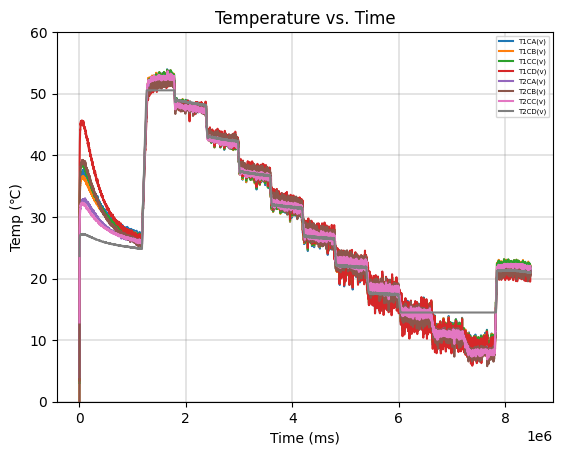 Temperature vs. Time
Temp (℃)
60
50
40
30
20
10
0
T1CA(v)
T1CB(v)
T1CC(v)
T1CD(v)
T2CA(v)
T2CB(v)
T2CC(v)
T2CD(v)
0 2 4 6 8
1e6
Time (ms)